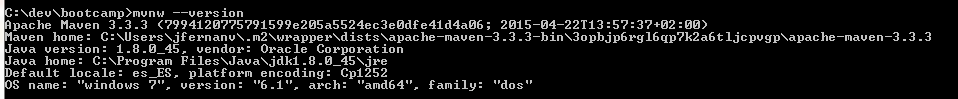 C:\dev\bootcamp>mvnw --version
Apache Maven 3.3.3 (7994120775791599e205a5524ec3e0dfe41d4a06; 2015-04-22T13:57:37+02:00)
Maven home: C:\Users\jfernanv\.m2\wrapper\dists\apache-maven-3.3.3-bin\3opbjp6rgl6qp7k2a6tljcpvgp\apache-maven-3.3.3
Java version: 1.8.0_45, vendor: Oracle Corporation
Java home: C:\Program Files\Java\jdk1.8.0_45\jre
Default locale: es_ES, platform encoding: Cp1252
OS name: "windows 7", version: "6.1", arch: "amd64", family: "dos"